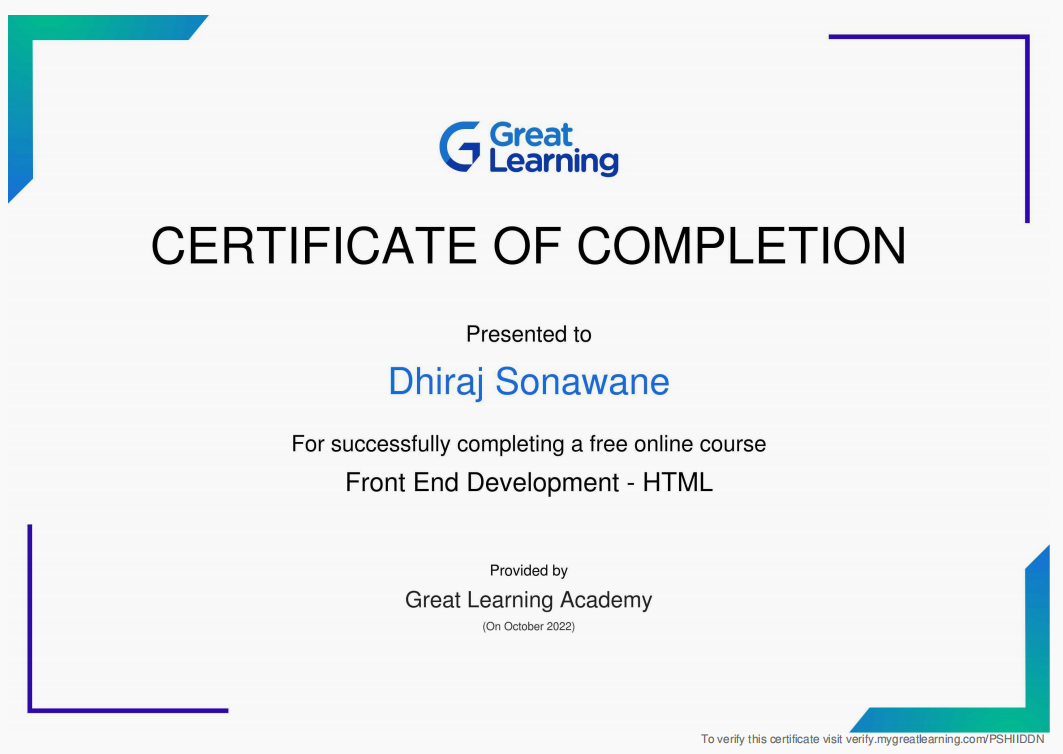 Great
Learning
CERTIFICATE OF COMPLETION
Presented to
Dhiraj Sonawane
For successfully completing a free online course
Front End Development - HTML
Provided by
Great Learning Academy
(On October 2022)
To verify this certificate visit verify.mygreatlearning.com/PSHIIDDN